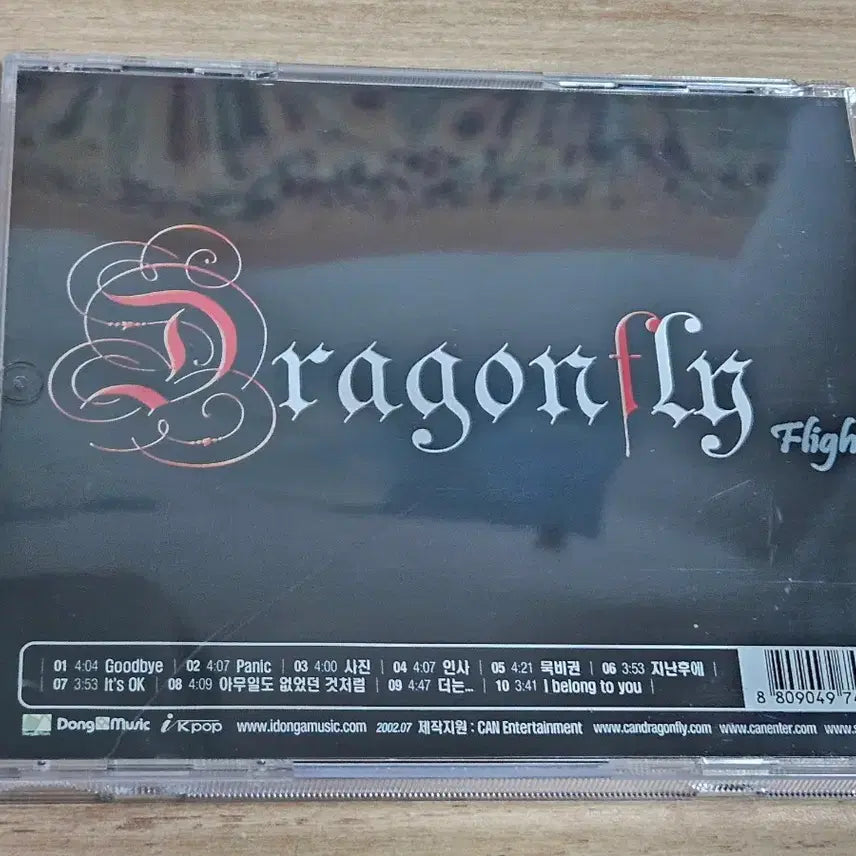 Dragonfly
Fligh
01 4:04 Goodbye | 02 4:07 Panic | 03 4:00 사진 | 04 4:07 인사 | 05 4:21 묵비권 | 06 3:53 지난후에 |
07 3:53 It's OK | 08 4:09 아무일도 없었던 것처럼 | 09 4:47 더는... | 10 3:41 I belong to you |
8 809049 74
Dong Music i Kpop www.idongamusic.com 2002.07 제작지원 : CAN Entertainment www.candragonfly.com www.canenter.com www.s